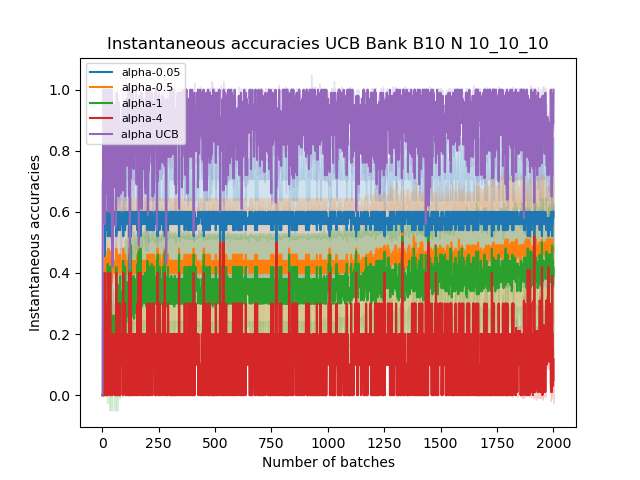 Instantaneous accuracies UCB Bank B10 N 10_10_10
alpha-0.05
alpha-0.5
alpha-1
alpha-4
alpha UCB
1.0
0.8
0.6
0.4
0.2
0.0
Instantaneous accuracies
0 250 500 750 1000 1250 1500 1750 2000
Number of batches